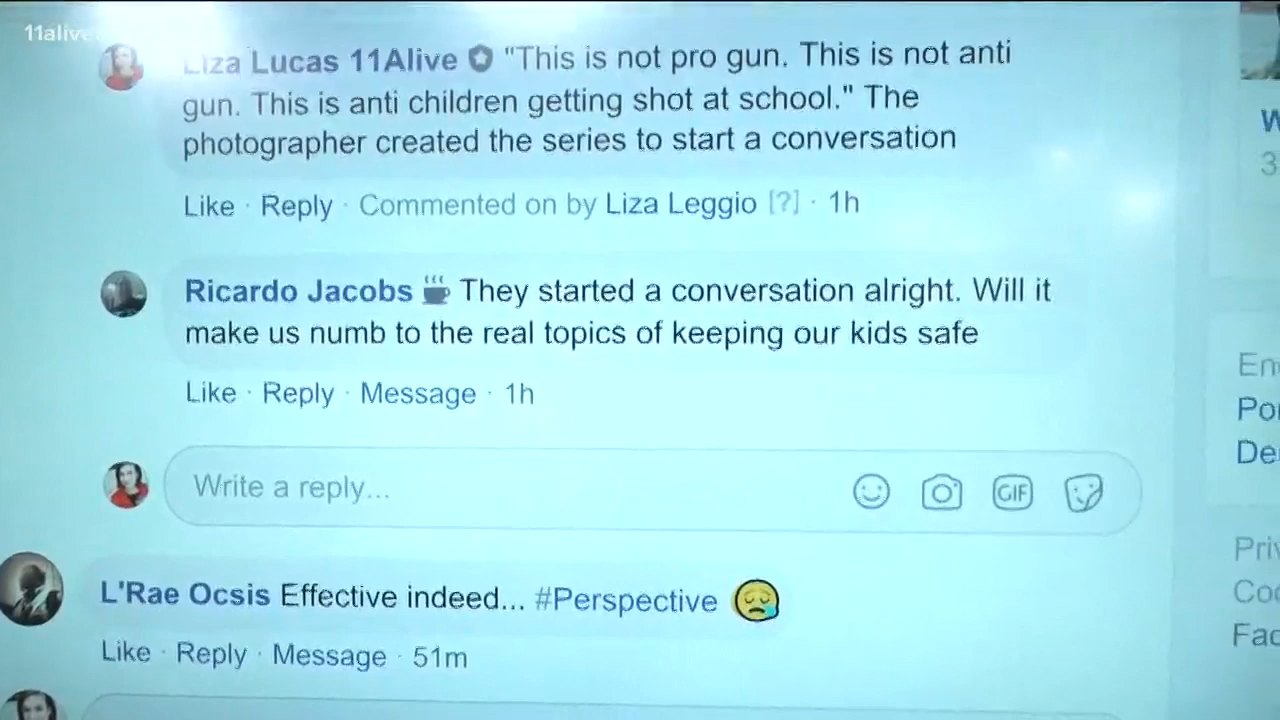 11alive
Liza Lucas 11Alive "This is not pro gun. This is not anti
gun. This is anti children getting shot at school." The
photographer created the series to start a conversation
Like · Reply · Commented on by Liza Leggio [?] · 1h
Ricardo Jacobs They started a conversation alright. Will it
make us numb to the real topics of keeping our kids safe
Like · Reply · Message · 1h
Write a reply...
GIF
L'Rae Ocsis Effective indeed... #Perspective
Like · Reply · Message · 51m